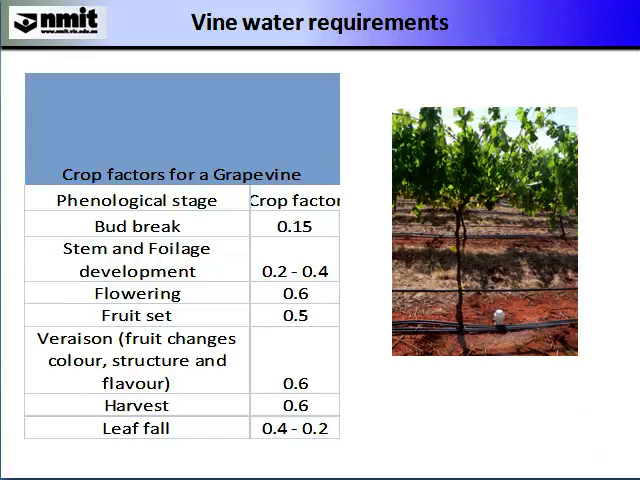 nmit
www.nmit.vic.edu.au
Vine water requirements
Crop factors for a Grapevine
Phenological stage Crop factor
Bud break 0.15
Stem and Foilage
development 0.2 - 0.4
Flowering 0.6
Fruit set 0.5
Veraison (fruit changes
colour, structure and
flavour) 0.6
Harvest 0.6
Leaf fall 0.4 - 0.2